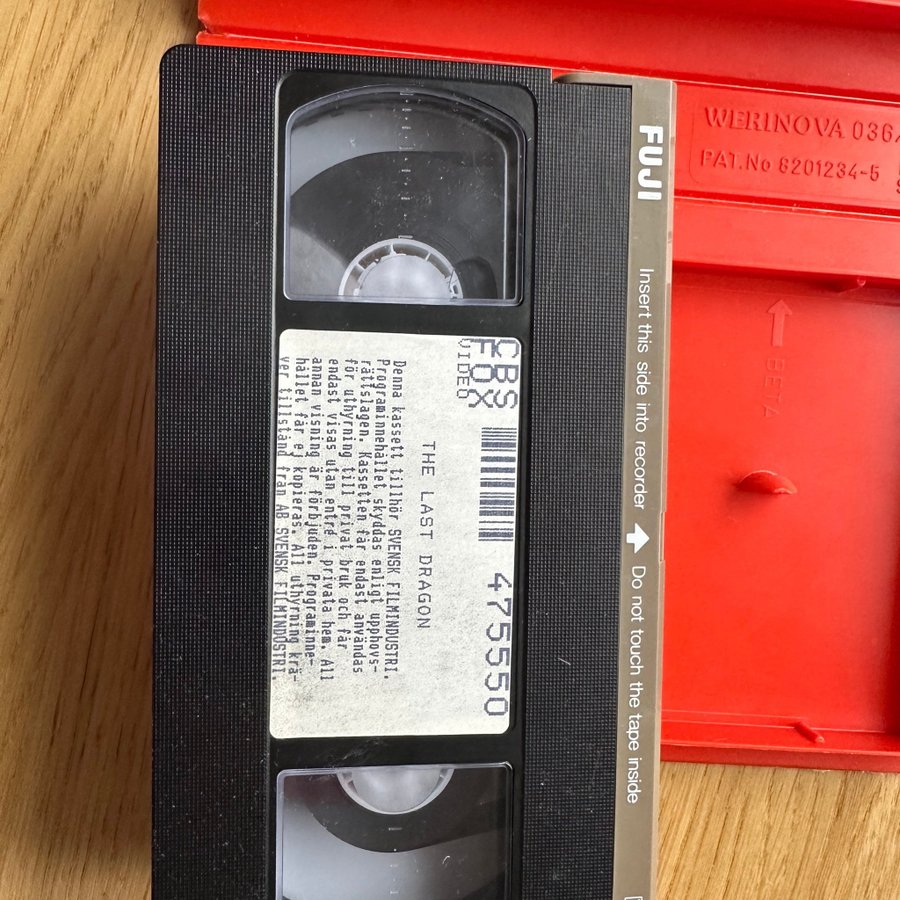 CBS
FOX
VIDEO
475550
THE LAST DRAGON
Denna kassett tillhör SVENSK FILMINDUSTRI.
Programinnehållet skyddas enligt upphovs-
rättslagen. Kassetten får endast användas
för uthyrning till privat bruk och får
endast visas utan entre i privata hem. All
annan visning är förbjuden. Programinne-
hållet får ej kopieras. All uthyrning krä-
ver tillstånd från AB SVENSK FILMINDUSTRI.
FUJI
Insert this side into recorder Do not touch the tape inside
WERINOVA 036
PAT.No 8201234-5
BETA